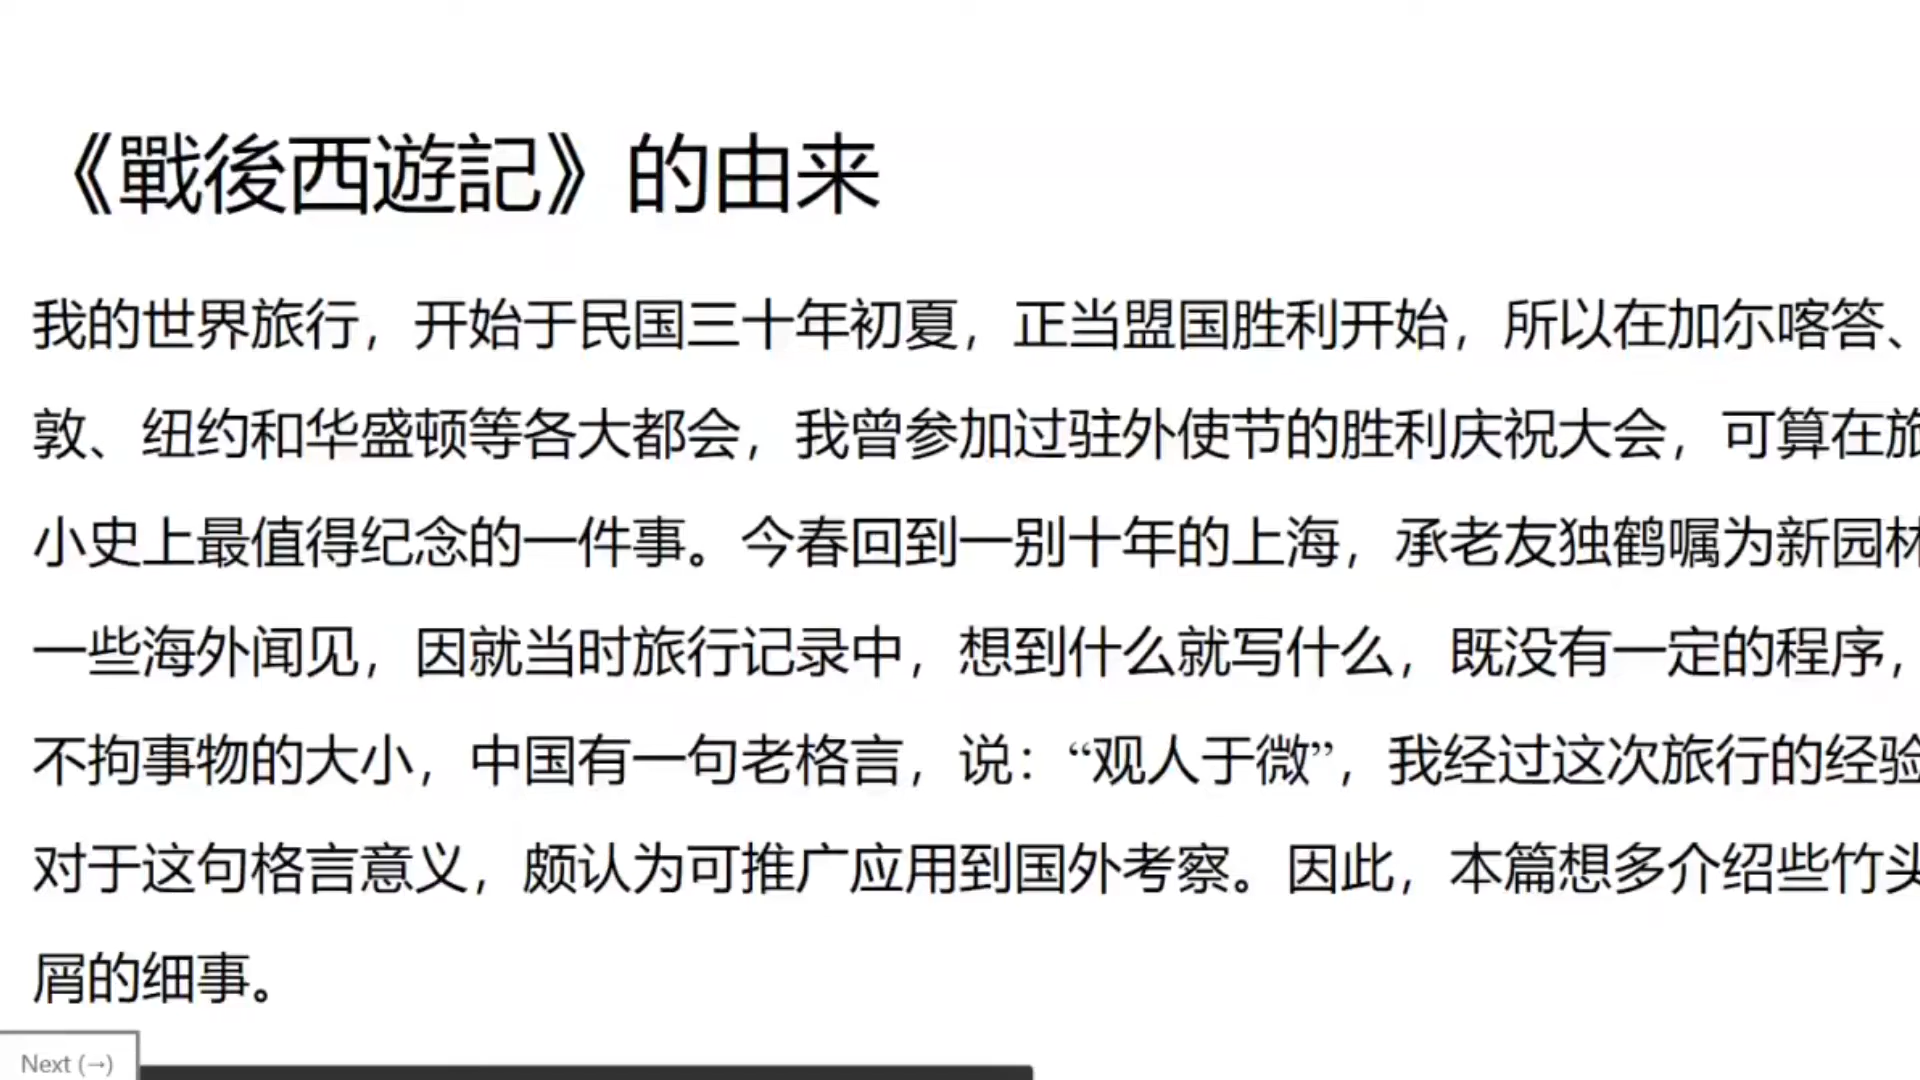 《戰後西遊記》的由来
我的世界旅行，开始于民国三十年初夏，正当盟国胜利开始，所以在加尔喀答、
敦、纽约和华盛顿等各大都会，我曾参加过驻外使节的胜利庆祝大会，可算在旅
小史上最值得纪念的一件事。今春回到一别十年的上海，承老友独鹤嘱为新园林
一些海外闻见，因就当时旅行记录中，想到什么就写什么，既没有一定的程序，
不拘事物的大小，中国有一句老格言，说：“观人于微”，我经过这次旅行的经验
对于这句格言意义，颇认为可推广应用到国外考察。因此，本篇想多介绍些竹头
屑的细事。
Next (→)